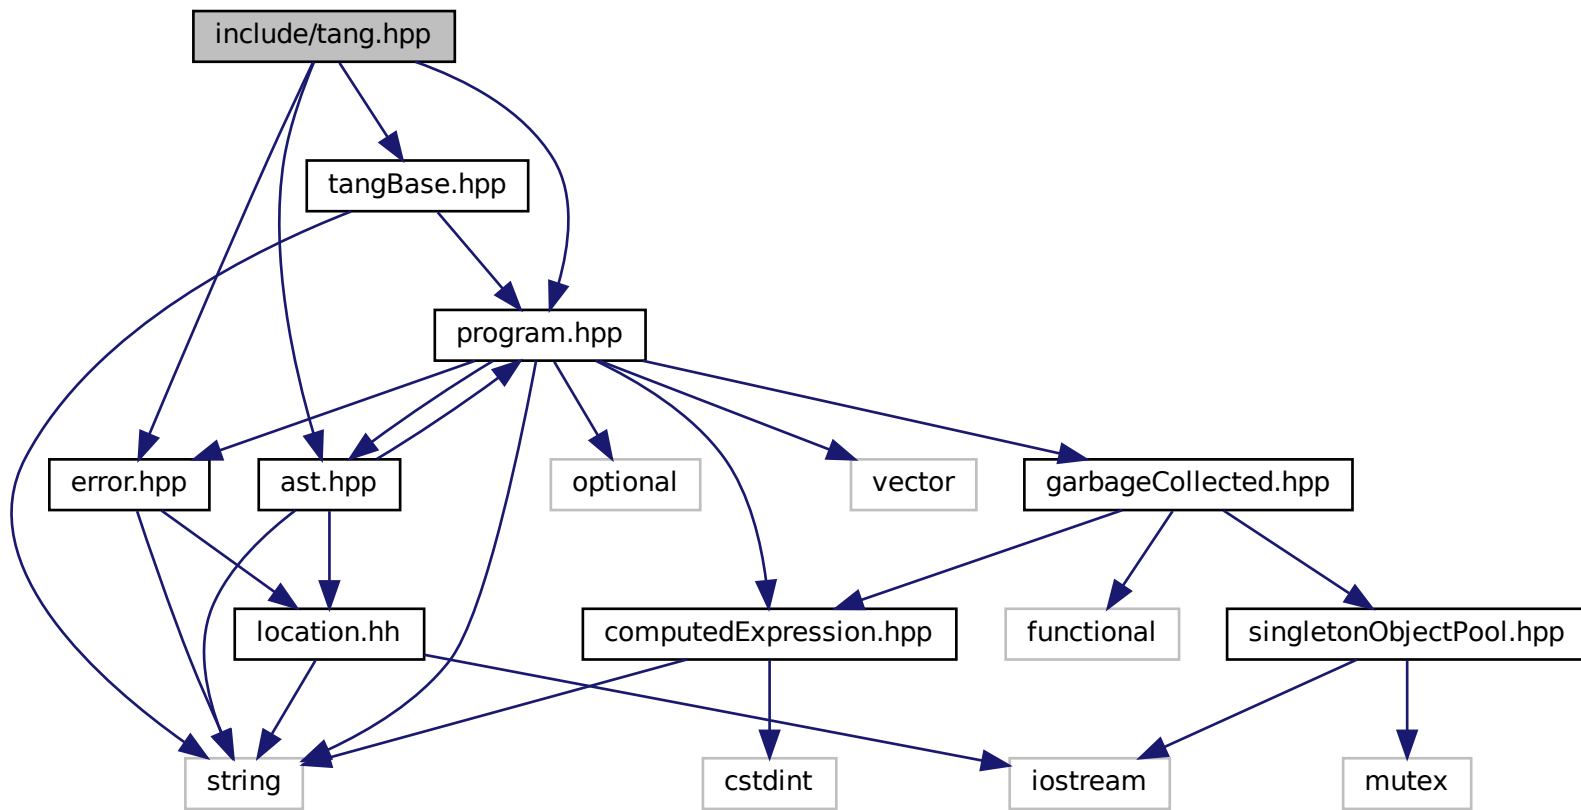 include/tang.hpp
tangBase.hpp
program.hpp
error.hpp
ast.hpp
optional
vector
garbageCollected.hpp
location.hh
computedExpression.hpp
functional
singletonObjectPool.hpp
string
cstdint
iostream
mutex